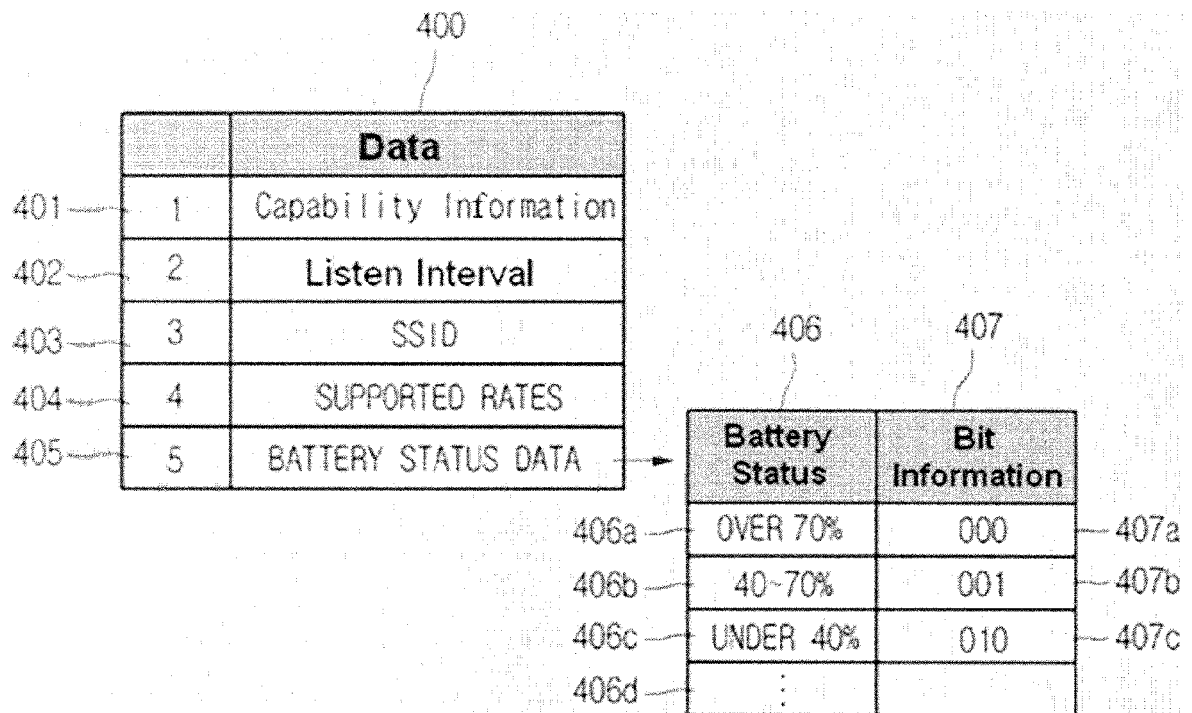 400
Data
401 1 Capability Information
402 2 Listen Interval
403 3 SSID
404 4 SUPPORTED RATES
405 5 BATTERY STATUS DATA
406 407
Battery Status Bit Information
406a OVER 70% 000 407a
406b 40~70% 001 407b
406c UNDER 40% 010 407c
406d ⋮